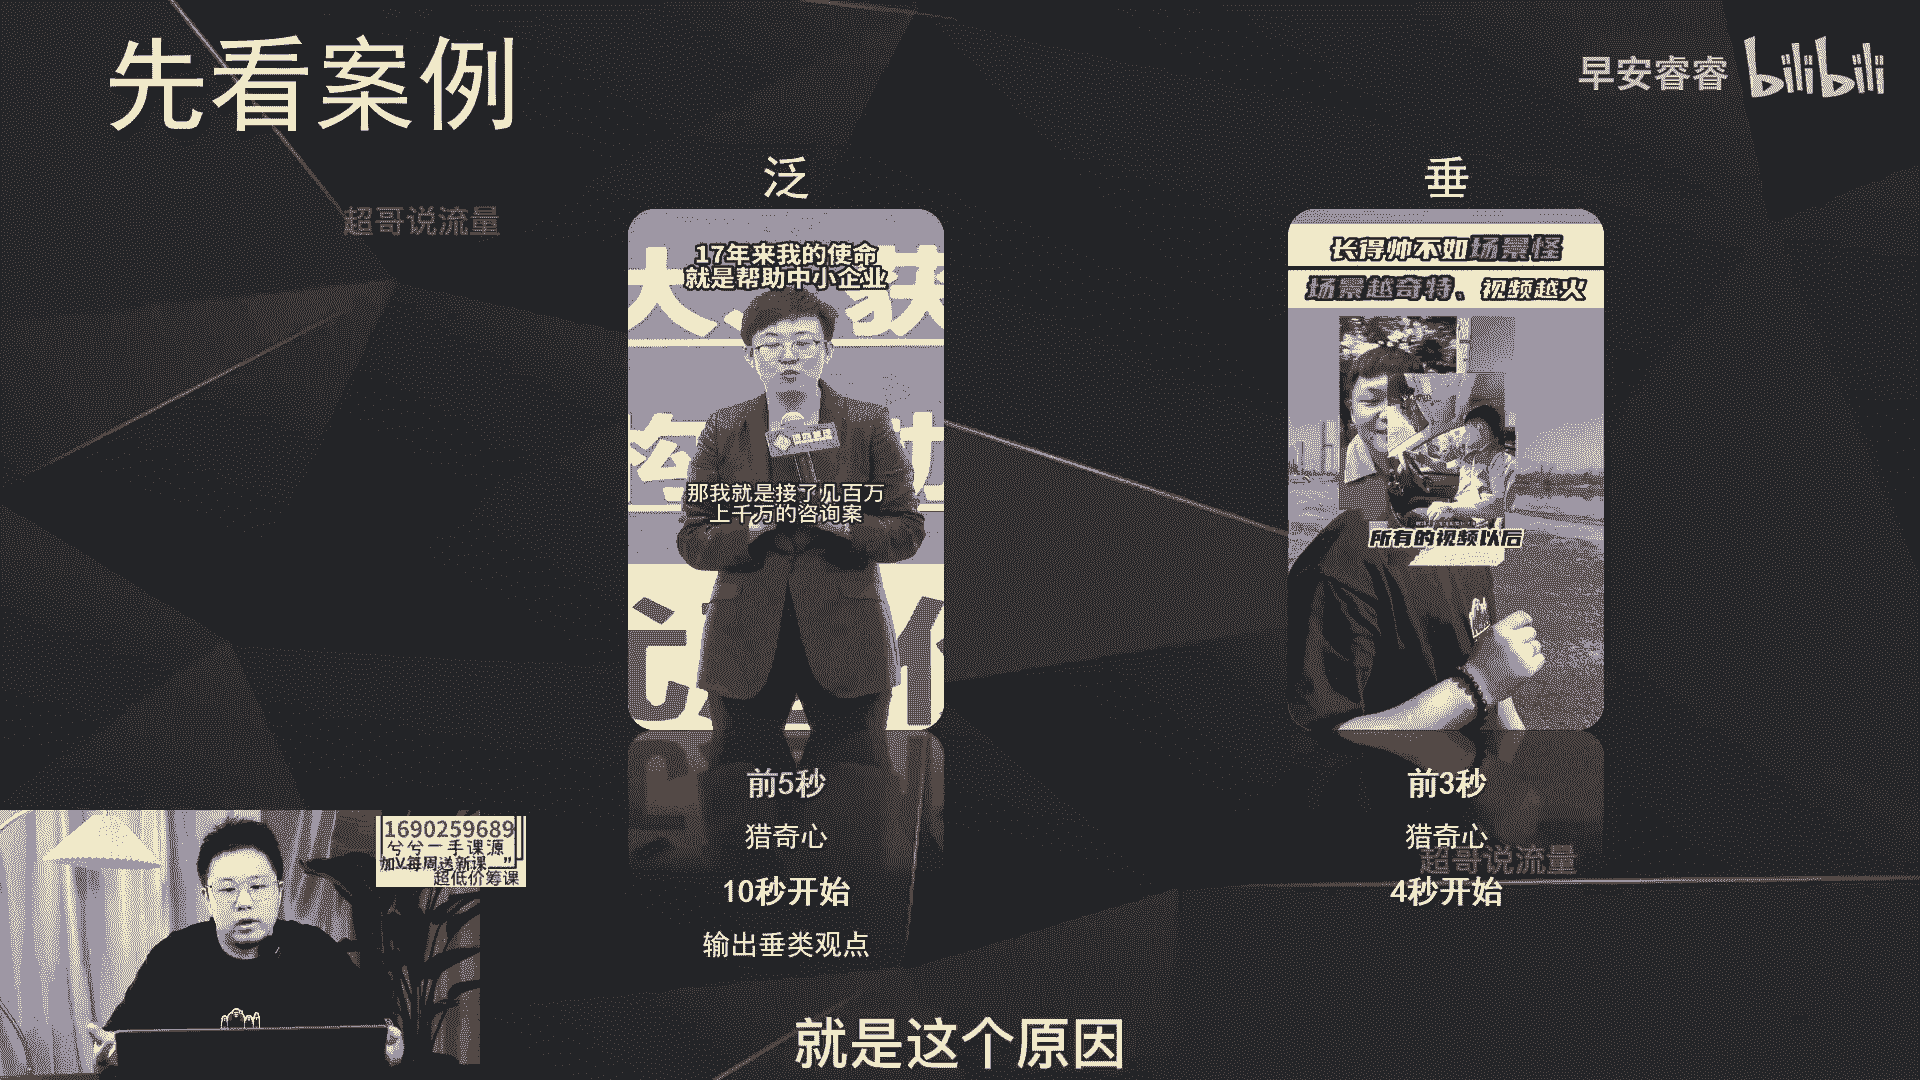 先看案例
早安睿睿 bilibili
泛
垂
超哥说流量
17年来我的使命
就是帮助中小企业
大 获
构
优 价
那我就是接了几百万
上千万的咨询案
长得帅不如场景怪
场景越奇特、视频越火
所有的视频以后
前5秒
猎奇心
10秒开始
输出垂类观点
前3秒
猎奇心
超哥说流量
4秒开始
1690259689
兮兮一手课源
加V每周送新课
超低价筹课
就是这个原因